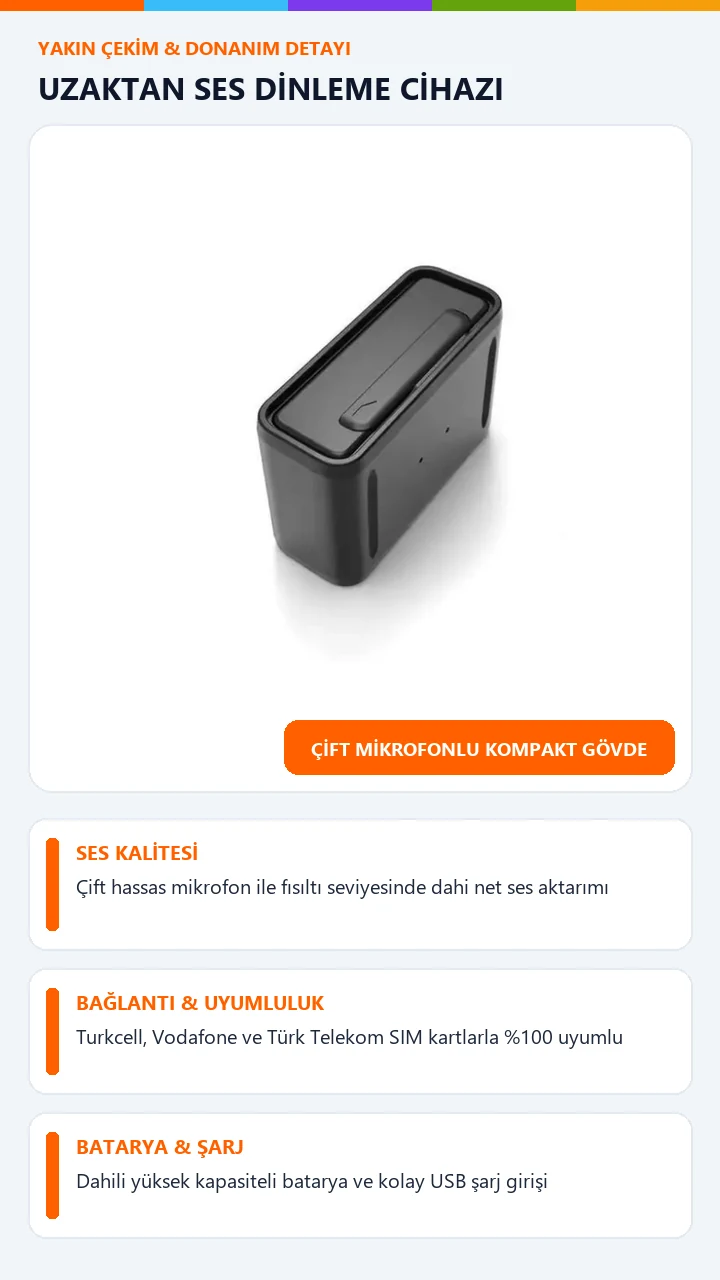 YAKIN ÇEKİM & DONANIM DETAYI
UZAKTAN SES DİNLEME CİHAZI
ÇİFT MİKROFONLU KOMPAKT GÖVDE
SES KALİTESİ
Çift hassas mikrofon ile fısıltı seviyesinde dahi net ses aktarımı
BAĞLANTI & UYUMLULUK
Turkcell, Vodafone ve Türk Telekom SIM kartlarla %100 uyumlu
BATARYA & ŞARJ
Dahili yüksek kapasiteli batarya ve kolay USB şarj girişi